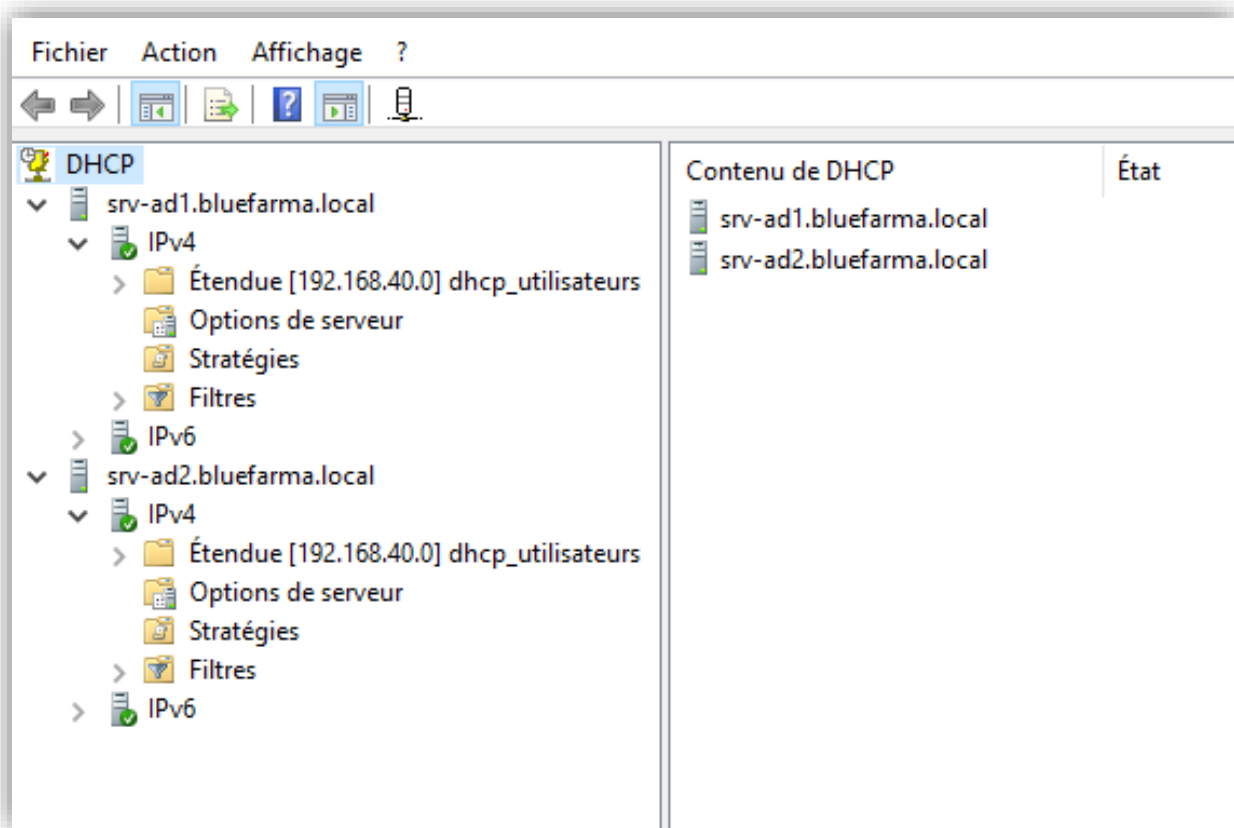 Fichier Action Affichage ?
DHCP
srv-ad1.bluefarma.local
IPv4
Étendue [192.168.40.0] dhcp_utilisateurs
Options de serveur
Stratégies
Filtres
IPv6
srv-ad2.bluefarma.local
IPv4
Étendue [192.168.40.0] dhcp_utilisateurs
Options de serveur
Stratégies
Filtres
IPv6
Contenu de DHCP État
srv-ad1.bluefarma.local
srv-ad2.bluefarma.local